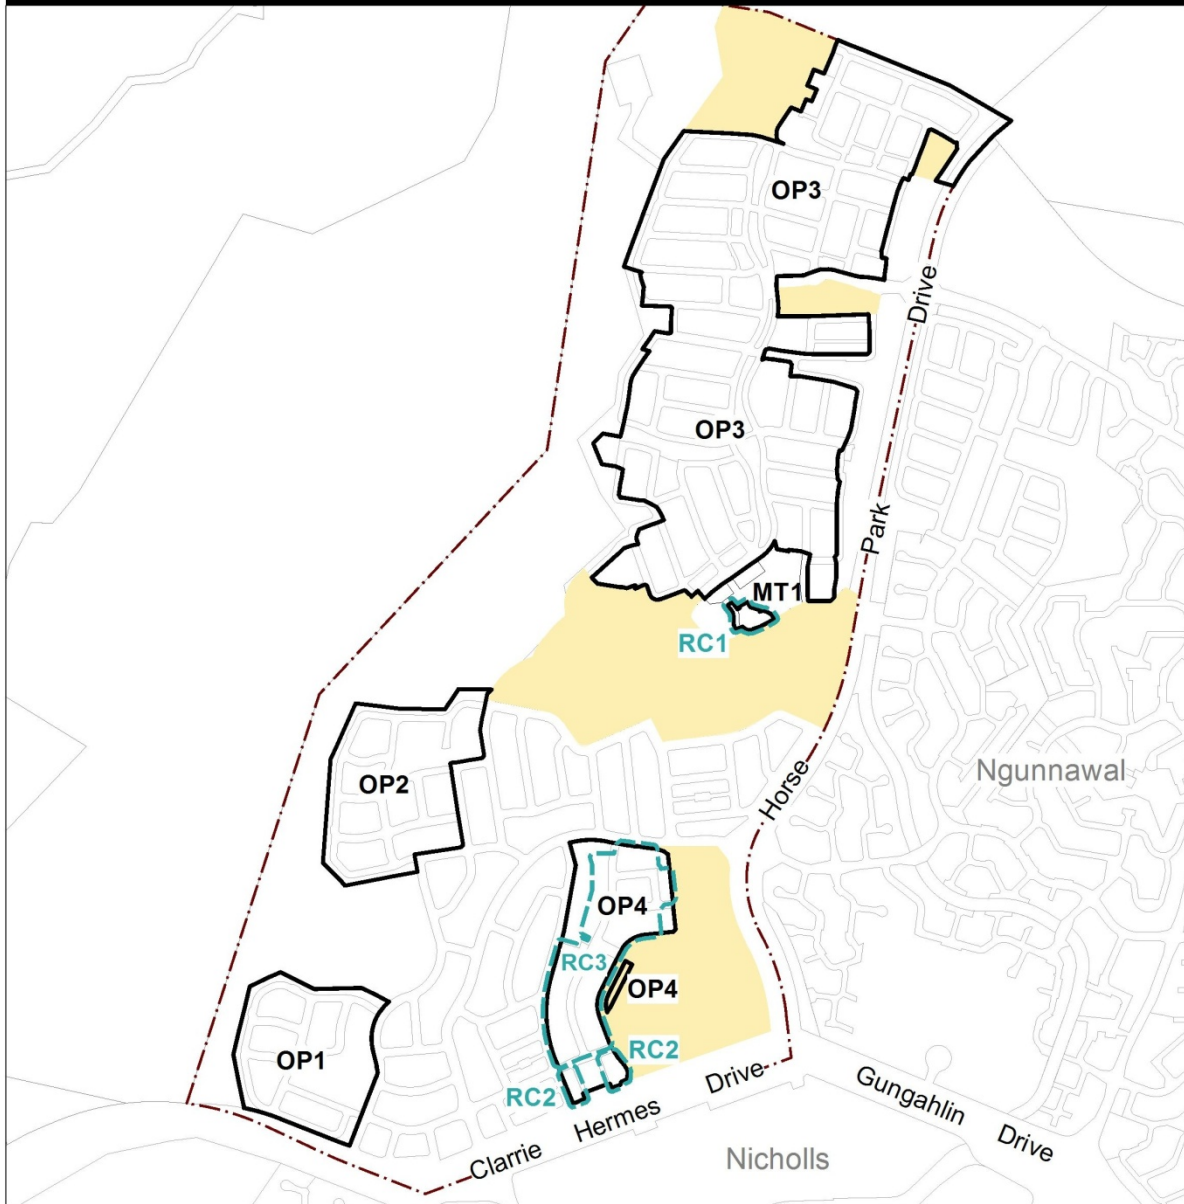 OP3
Drive
OP3
Park
MT1
RC1
Horse
Ngunnawal
OP2
OP4
RC3
OP4
RC2
OP1
RC2
Clarrie Hermes Drive
Gungahlin Drive
Nicholls